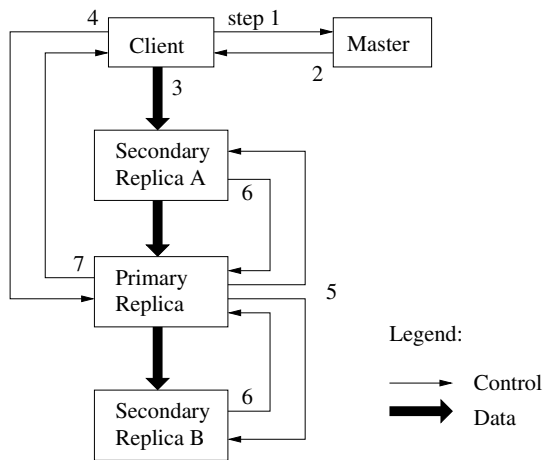 4
step 1
Client
Master
2
3
Secondary
Replica A
6
7
Primary
Replica
5
Legend:
6
Control
Secondary
Replica B
Data